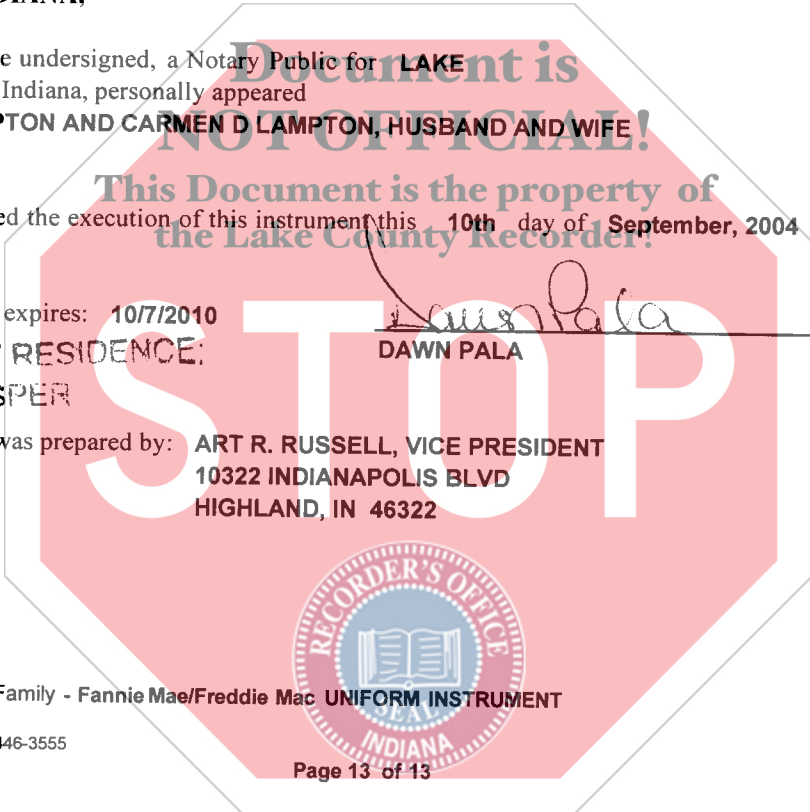 e undersigned, a Notary Public for LAKE
Document is
Indiana, personally appeared
PTON AND CARMEN D LAMPTON, HUSBAND AND WIFE
NOT OFFICIAL!
This Document is the property of
ed the execution of this instrument this 10th day of September, 2004
the Lake County Recorder!
expires: 10/7/2010
Dawn Pala
RESIDENCE:
DAWN PALA
SPER
STOP
was prepared by: ART R. RUSSELL, VICE PRESIDENT
10322 INDIANAPOLIS BLVD
HIGHLAND, IN 46322
RECORDER'S OFFICE
Family - Fannie Mae/Freddie Mac UNIFORM INSTRUMENT
SEAL
INDIANA
46-3555
Page 13 of 13